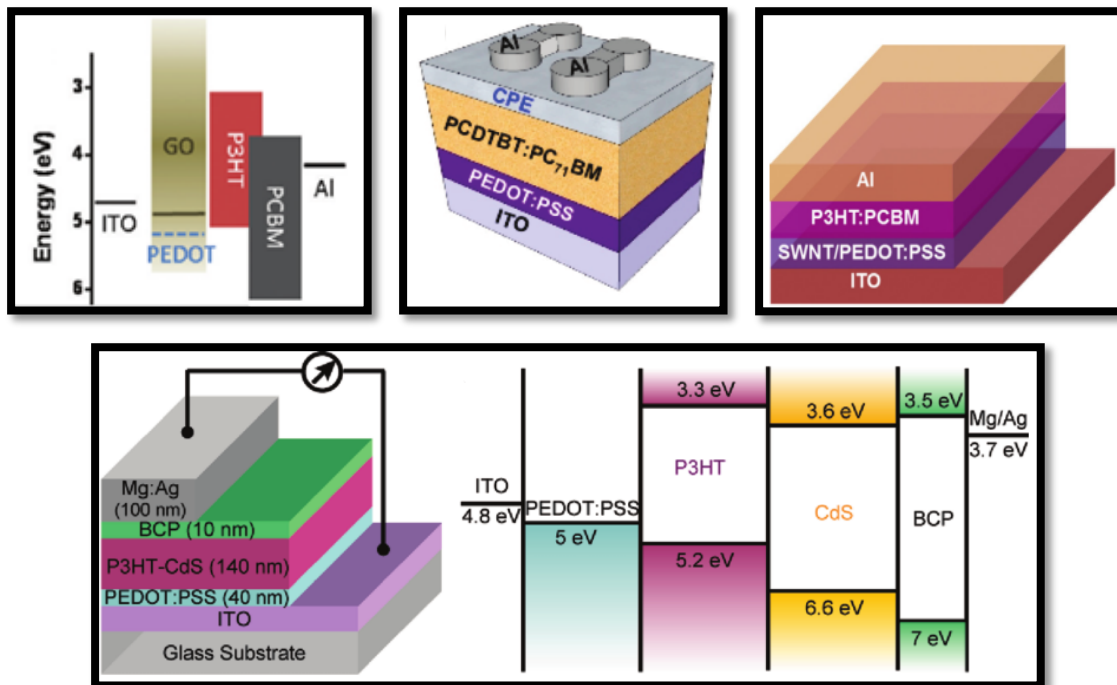 3
4
5
6
Energy (eV)
ITO
GO
PEDOT
P3HT
PCBM
Al
Al
Al
CPE
PCDTBT:PC₇₁BM
PEDOT:PSS
ITO
Al
P3HT:PCBM
SWNT/PEDOT:PSS
ITO
Mg:Ag
(100 nm)
BCP (10 nm)
P3HT-CdS (140 nm)
PEDOT:PSS (40 nm)
ITO
Glass Substrate
ITO
4.8 eV
PEDOT:PSS
5 eV
3.3 eV
P3HT
5.2 eV
3.6 eV
CdS
6.6 eV
3.5 eV
BCP
7 eV
Mg/Ag
3.7 eV